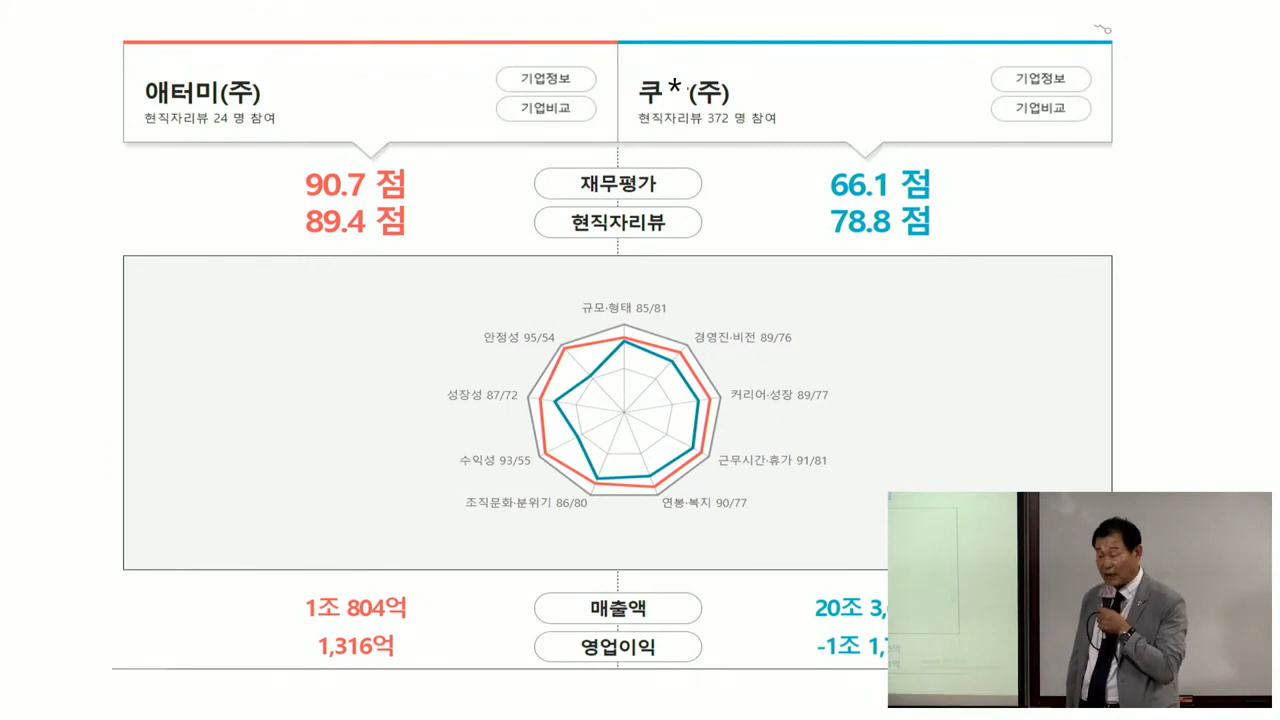 애터미(주)
현직자리뷰 24 명 참여
기업정보
기업비교
쿠*(주)
현직자리뷰 372 명 참여
기업정보
기업비교
90.7 점 재무평가 66.1 점
89.4 점 현직자리뷰 78.8 점
규모·형태 85/81
안정성 95/54
경영진·비전 89/76
성장성 87/72
커리어·성장 89/77
수익성 93/55
근무시간·휴가 91/81
조직문화·분위기 86/80
연봉·복지 90/77
1조 804억 매출액 20조 3,
1,316억 영업이익 -1조 1,